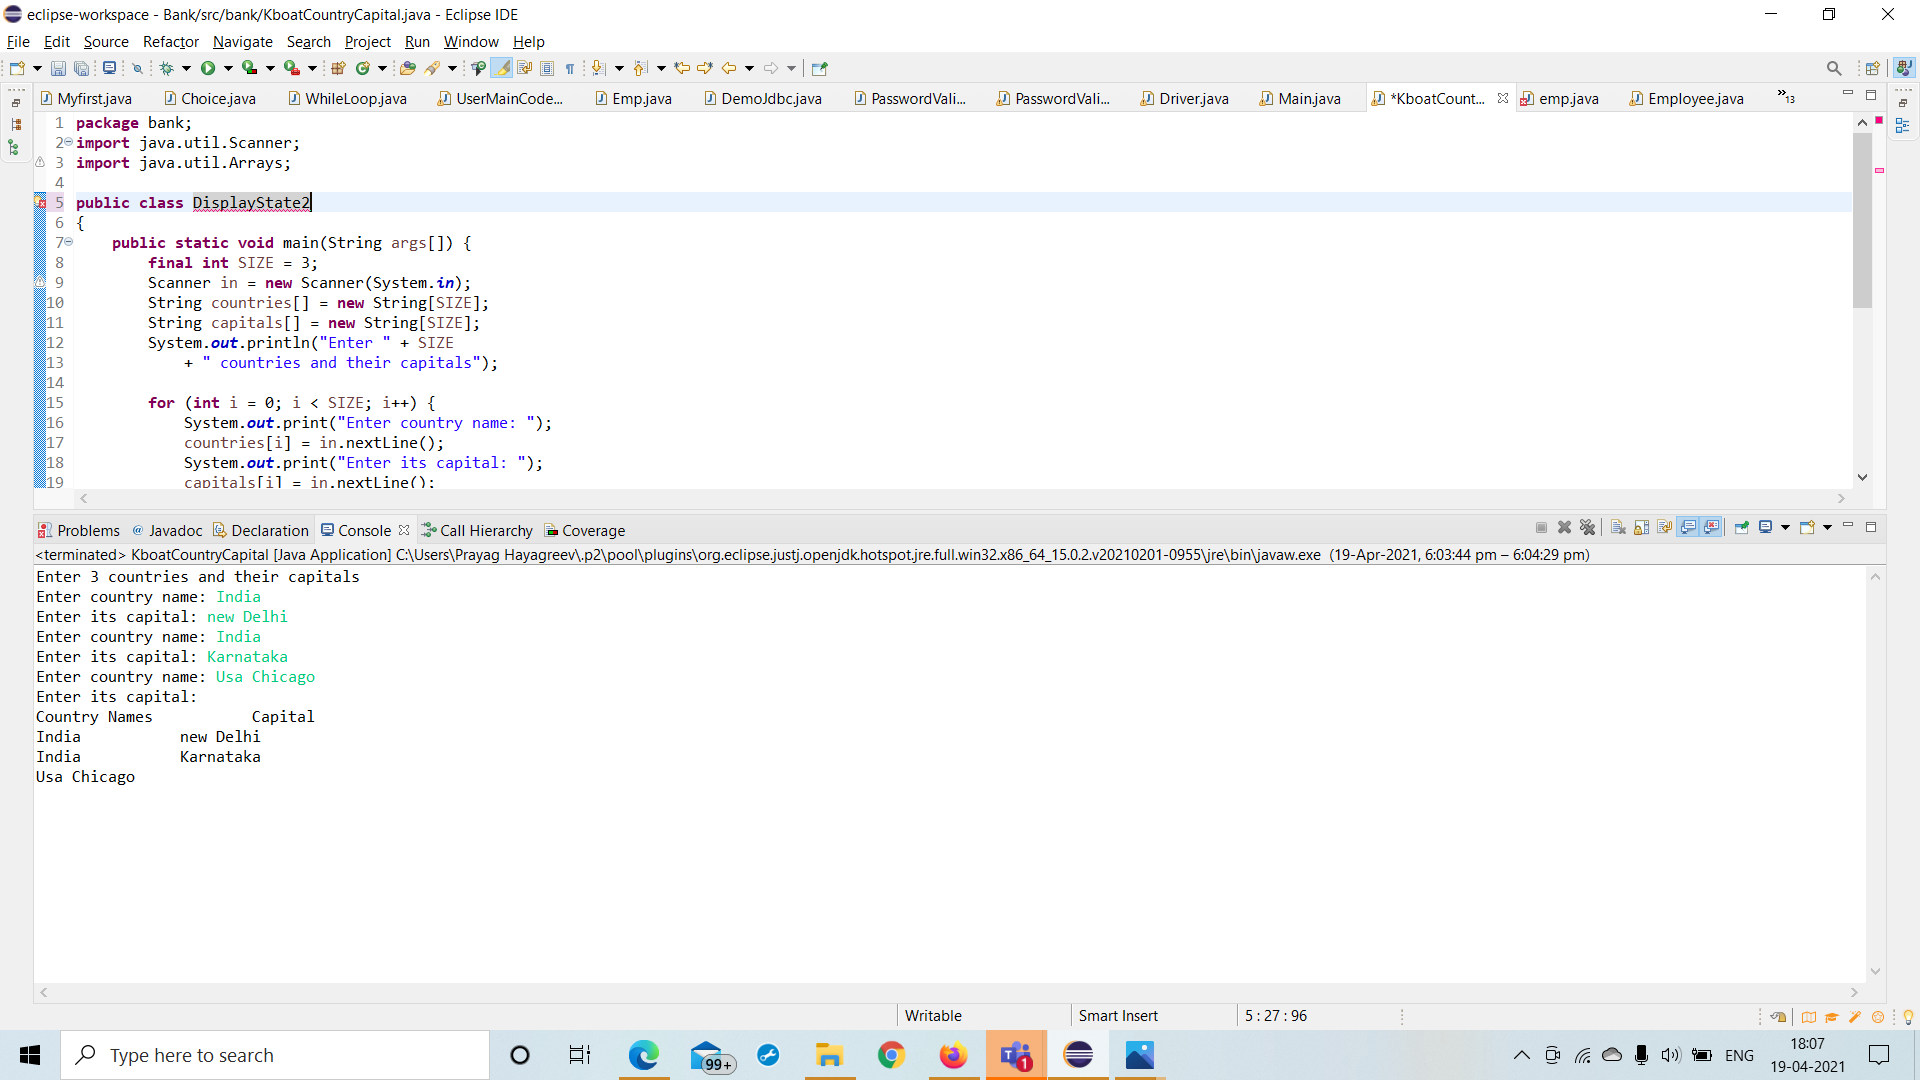 eclipse-workspace - Bank/src/bank/KboatCountryCapital.java - Eclipse IDE
File Edit Source Refactor Navigate Search Project Run Window Help
Myfirst.java Choice.java WhileLoop.java UserMainCode... Emp.java DemoJdbc.java PasswordVali... PasswordVali... Driver.java Main.java *KboatCount... emp.java Employee.java »13
1 package bank;
2 import java.util.Scanner;
3 import java.util.Arrays;
4
5 public class DisplayState2
6 {
7     public static void main(String args[]) {
8         final int SIZE = 3;
9         Scanner in = new Scanner(System.in);
10         String countries[] = new String[SIZE];
11         String capitals[] = new String[SIZE];
12         System.out.println("Enter " + SIZE
13             + " countries and their capitals");
14
15         for (int i = 0; i < SIZE; i++) {
16             System.out.print("Enter country name: ");
17             countries[i] = in.nextLine();
18             System.out.print("Enter its capital: ");
19             capitals[i] = in.nextLine();
Problems Javadoc Declaration Console Call Hierarchy Coverage
<terminated> KboatCountryCapital [Java Application] C:\Users\Prayag Hayagreev\.p2\pool\plugins\org.eclipse.justj.openjdk.hotspot.jre.full.win32.x86_64_15.0.2.v20210201-0955\jre\bin\javaw.exe (19-Apr-2021, 6:03:44 pm – 6:04:29 pm)
Enter 3 countries and their capitals
Enter country name: India
Enter its capital: new Delhi
Enter country name: India
Enter its capital: Karnataka
Enter country name: Usa Chicago
Enter its capital:
Country Names           Capital
India           new Delhi
India           Karnataka
Usa Chicago
Writable Smart Insert 5 : 27 : 96
Type here to search 99+ 1 ENG 18:07
19-04-2021